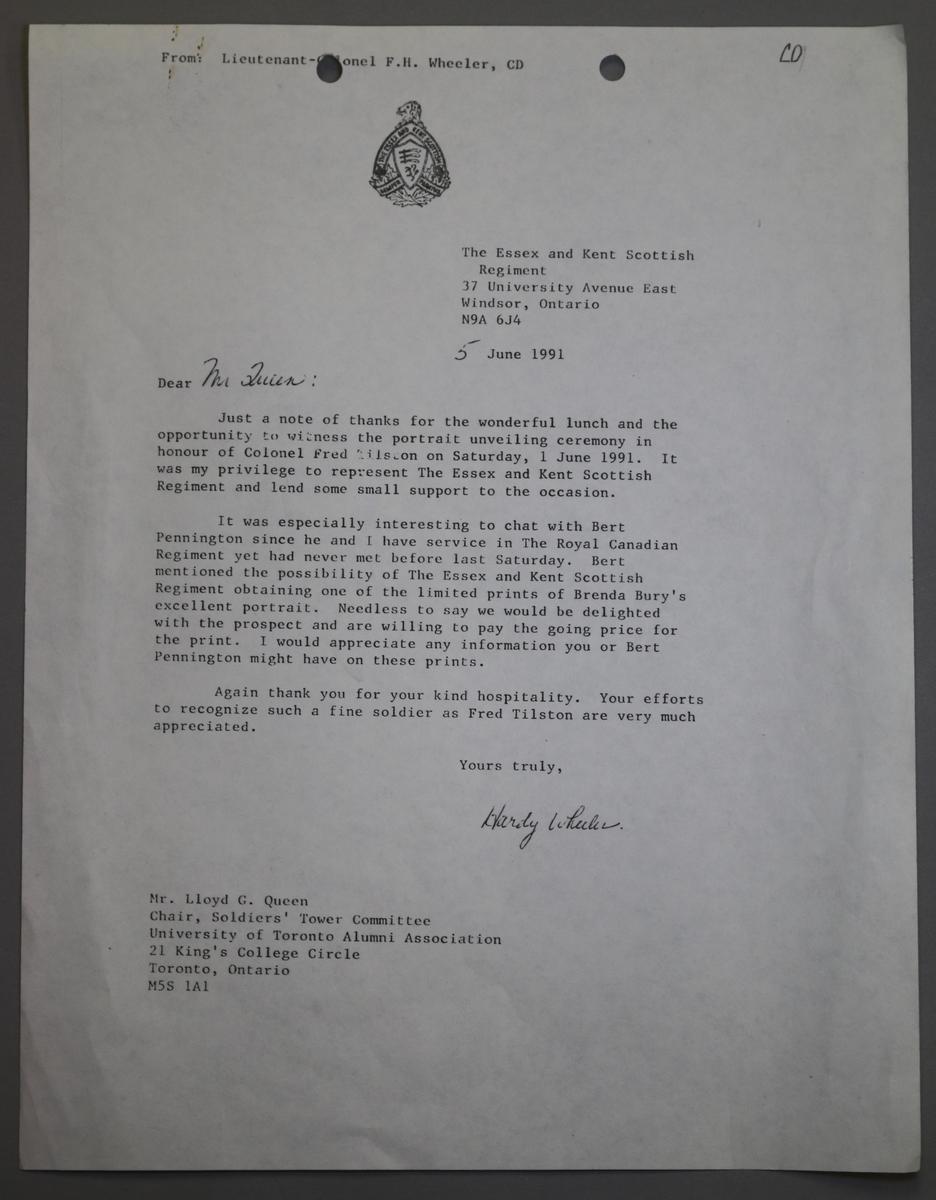 From: Lieutenant-Colonel F.H. Wheeler, CD
CD
THE ESSEX AND KENT SCOTTISH
The Essex and Kent Scottish
Regiment
37 University Avenue East
Windsor, Ontario
N9A 6J4
5 June 1991
Dear Mr Queen:
Just a note of thanks for the wonderful lunch and the
opportunity to witness the portrait unveiling ceremony in
honour of Colonel Fred Tilston on Saturday, 1 June 1991. It
was my privilege to represent The Essex and Kent Scottish
Regiment and lend some small support to the occasion.
It was especially interesting to chat with Bert
Pennington since he and I have service in The Royal Canadian
Regiment yet had never met before last Saturday. Bert
mentioned the possibility of The Essex and Kent Scottish
Regiment obtaining one of the limited prints of Brenda Bury's
excellent portrait. Needless to say we would be delighted
with the prospect and are willing to pay the going price for
the print. I would appreciate any information you or Bert
Pennington might have on these prints.
Again thank you for your kind hospitality. Your efforts
to recognize such a fine soldier as Fred Tilston are very much
appreciated.
Yours truly,
Hardy Wheeler.
Mr. Lloyd G. Queen
Chair, Soldiers' Tower Committee
University of Toronto Alumni Association
21 King's College Circle
Toronto, Ontario
M5S 1A1